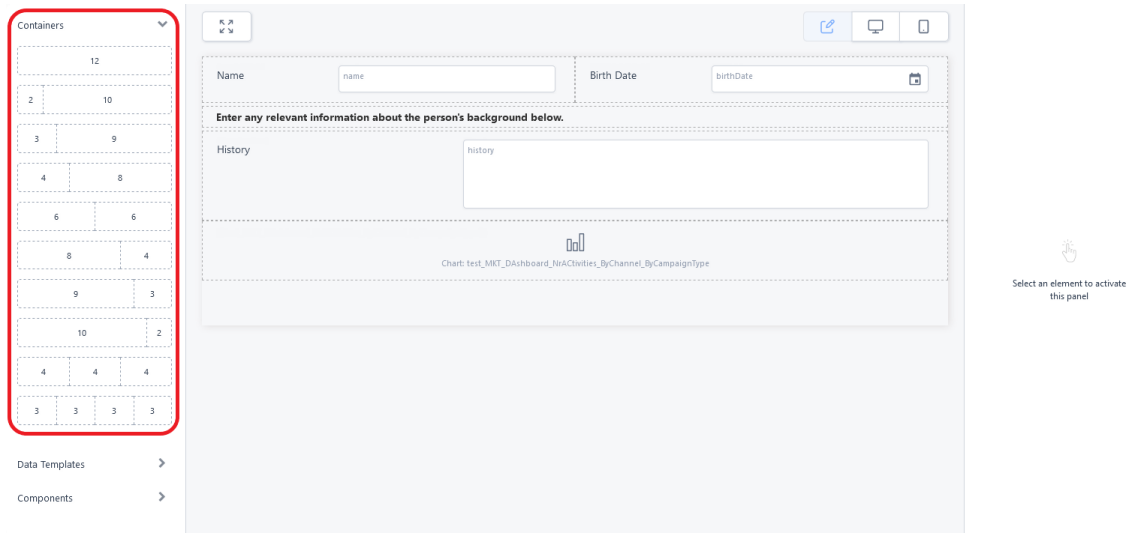 Containers
12
2 10
3 9
4 8
6 6
8 4
9 3
10 2
4 4 4
3 3 3 3
Data Templates
Components
Name name Birth Date birthDate
Enter any relevant information about the person's background below.
History history
Chart: test_MKT_DAshboard_NrACtivities_ByChannel_ByCampaignType
Select an element to activate
this panel